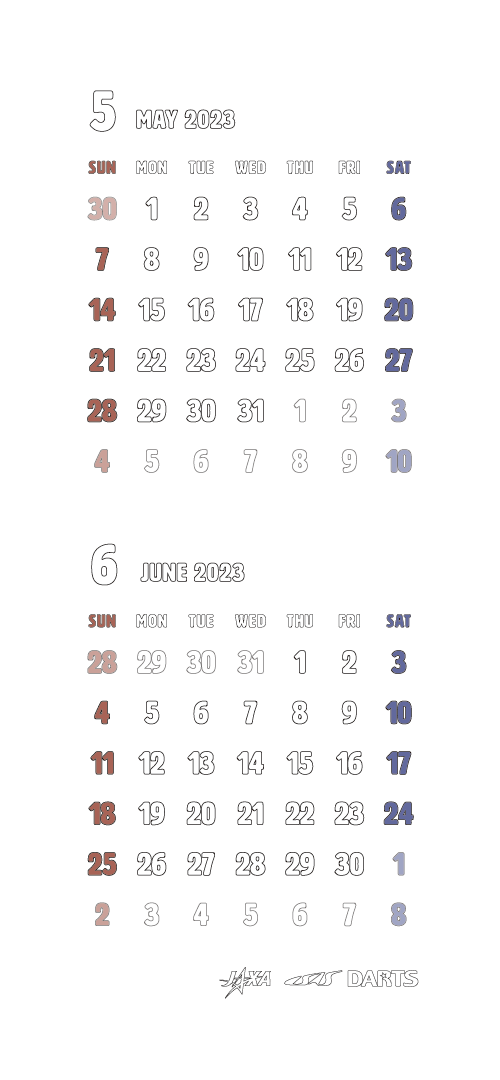 5 MAY 2023
SUN MON TUE WED THU FRI SAT
30 1 2 3 4 5 6
7 8 9 10 11 12 13
14 15 16 17 18 19 20
21 22 23 24 25 26 27
28 29 30 31 1 2 3
4 5 6 7 8 9 10
6 JUNE 2023
SUN MON TUE WED THU FRI SAT
28 29 30 31 1 2 3
4 5 6 7 8 9 10
11 12 13 14 15 16 17
18 19 20 21 22 23 24
25 26 27 28 29 30 1
2 3 4 5 6 7 8
JAXA ISAS DARTS